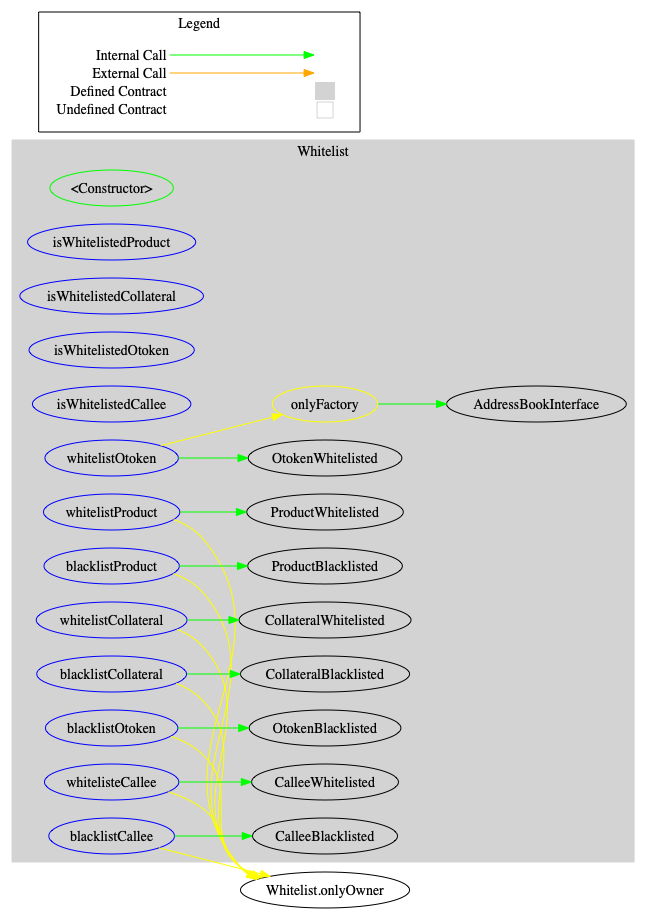 Legend
Internal Call
External Call
Defined Contract
Undefined Contract
Whitelist
<Constructor>
isWhitelistedProduct
isWhitelistedCollateral
isWhitelistedOtoken
isWhitelistedCallee
onlyFactory
AddressBookInterface
whitelistOtoken
OtokenWhitelisted
whitelistProduct
ProductWhitelisted
blacklistProduct
ProductBlacklisted
whitelistCollateral
CollateralWhitelisted
blacklistCollateral
CollateralBlacklisted
blacklistOtoken
OtokenBlacklisted
whitelisteCallee
CalleeWhitelisted
blacklistCallee
CalleeBlacklisted
Whitelist.onlyOwner